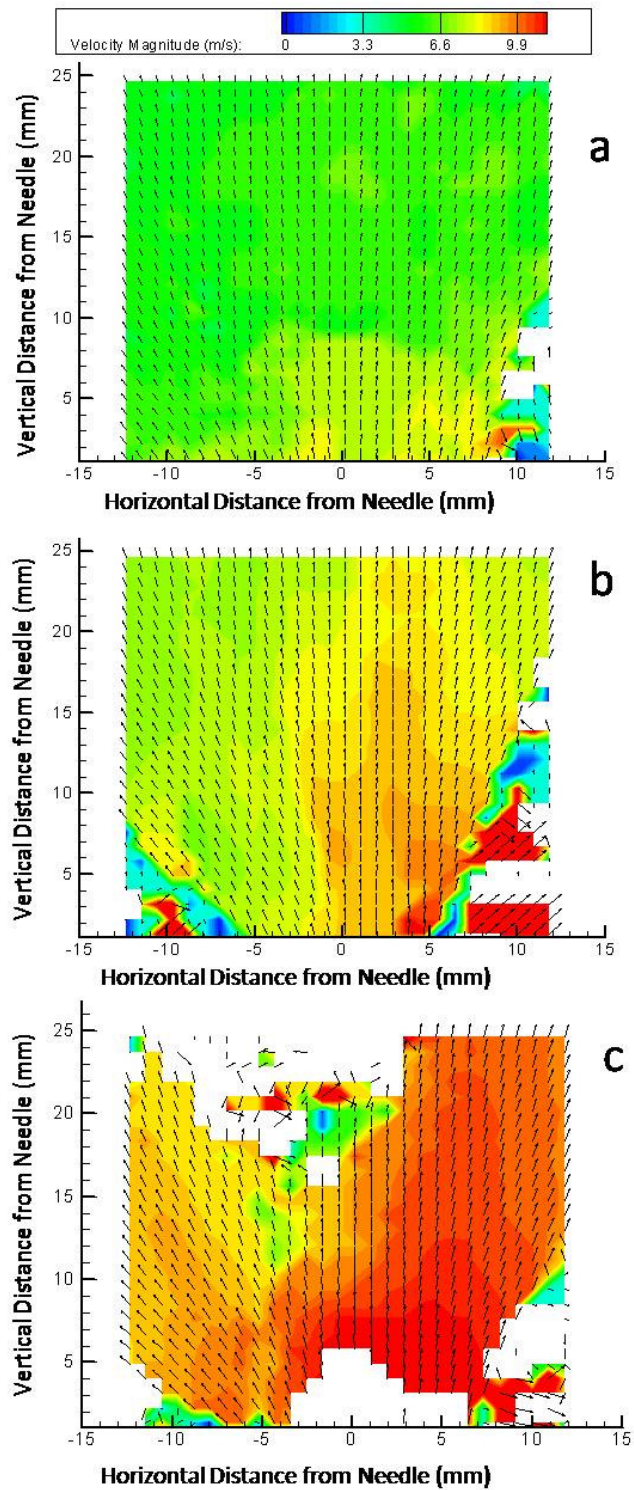 Velocity Magnitude (m/s): 0 3.3 6.6 9.9
25
20
15
10
5
Vertical Distance from Needle (mm)
a
-15 -10 -5 0 5 10 15
Horizontal Distance from Needle (mm)
25
20
15
10
5
Vertical Distance from Needle (mm)
b
-15 -10 -5 0 5 10 15
Horizontal Distance from Needle (mm)
25
20
15
10
5
Vertical Distance from Needle (mm)
c
-15 -10 -5 0 5 10 15
Horizontal Distance from Needle (mm)